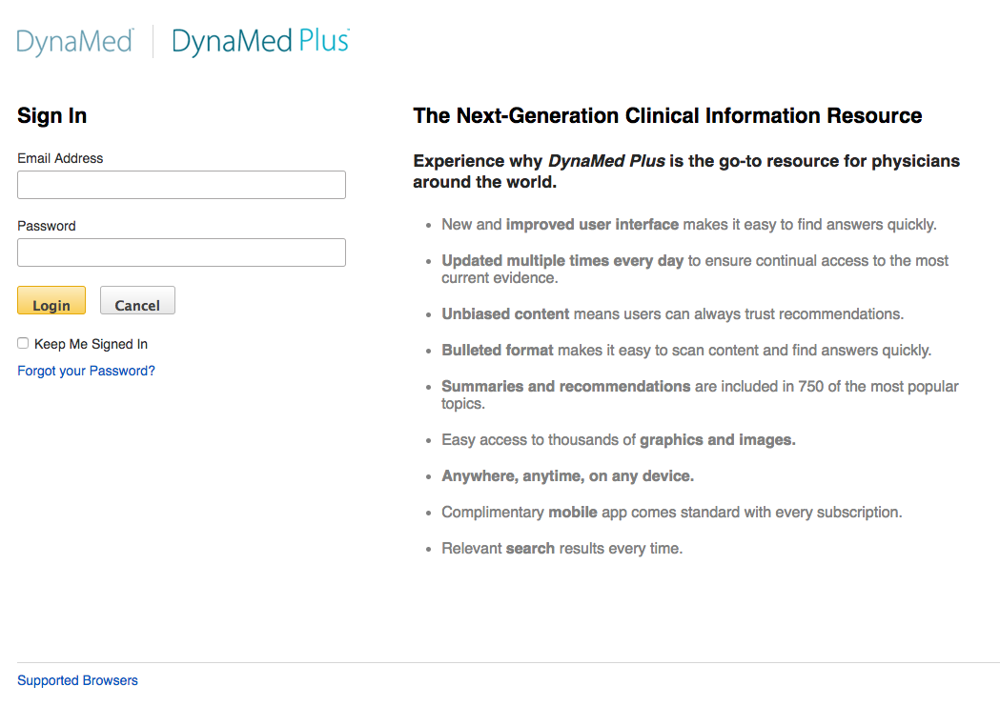 DynaMed DynaMed Plus
Sign In
Email Address
Password
Login Cancel
Keep Me Signed In
Forgot your Password?
The Next-Generation Clinical Information Resource
Experience why DynaMed Plus is the go-to resource for physicians
around the world.
• New and improved user interface makes it easy to find answers quickly.
• Updated multiple times every day to ensure continual access to the most
current evidence.
• Unbiased content means users can always trust recommendations.
• Bulleted format makes it easy to scan content and find answers quickly.
• Summaries and recommendations are included in 750 of the most popular
topics.
• Easy access to thousands of graphics and images.
• Anywhere, anytime, on any device.
• Complimentary mobile app comes standard with every subscription.
• Relevant search results every time.
Supported Browsers